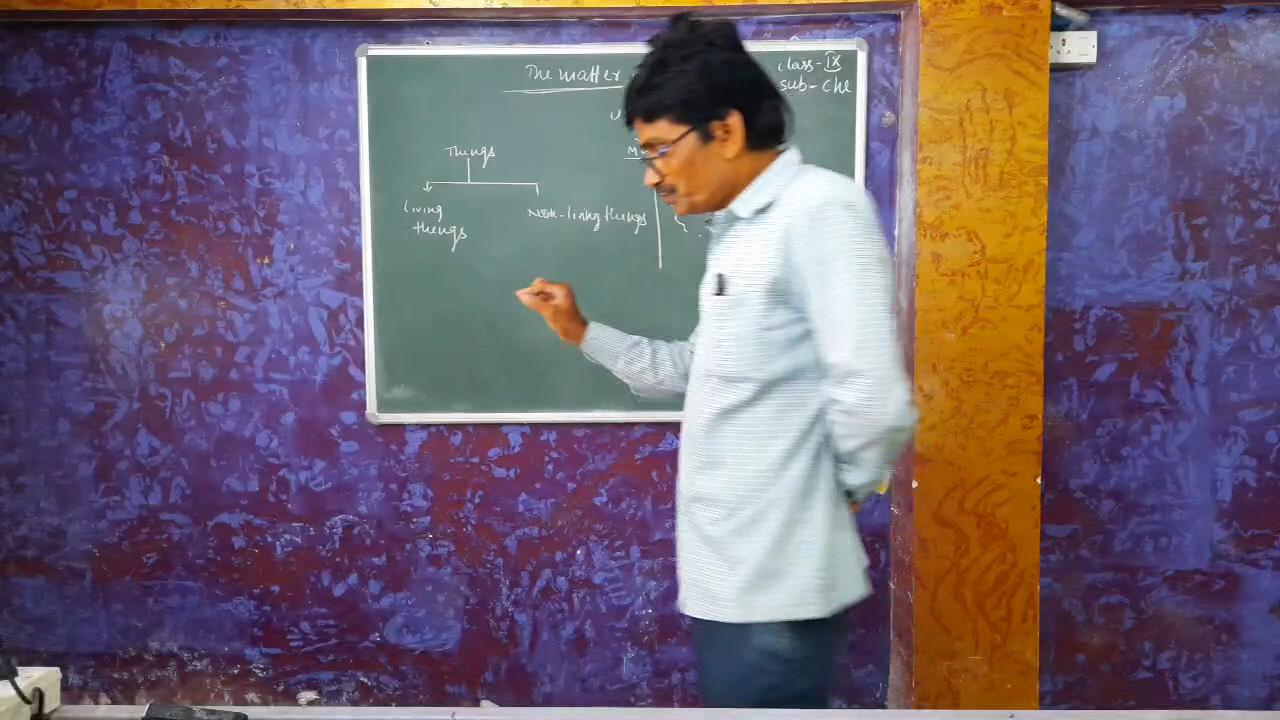 The matter
class-IX
sub-Che
Things
Living
things
Non-living things